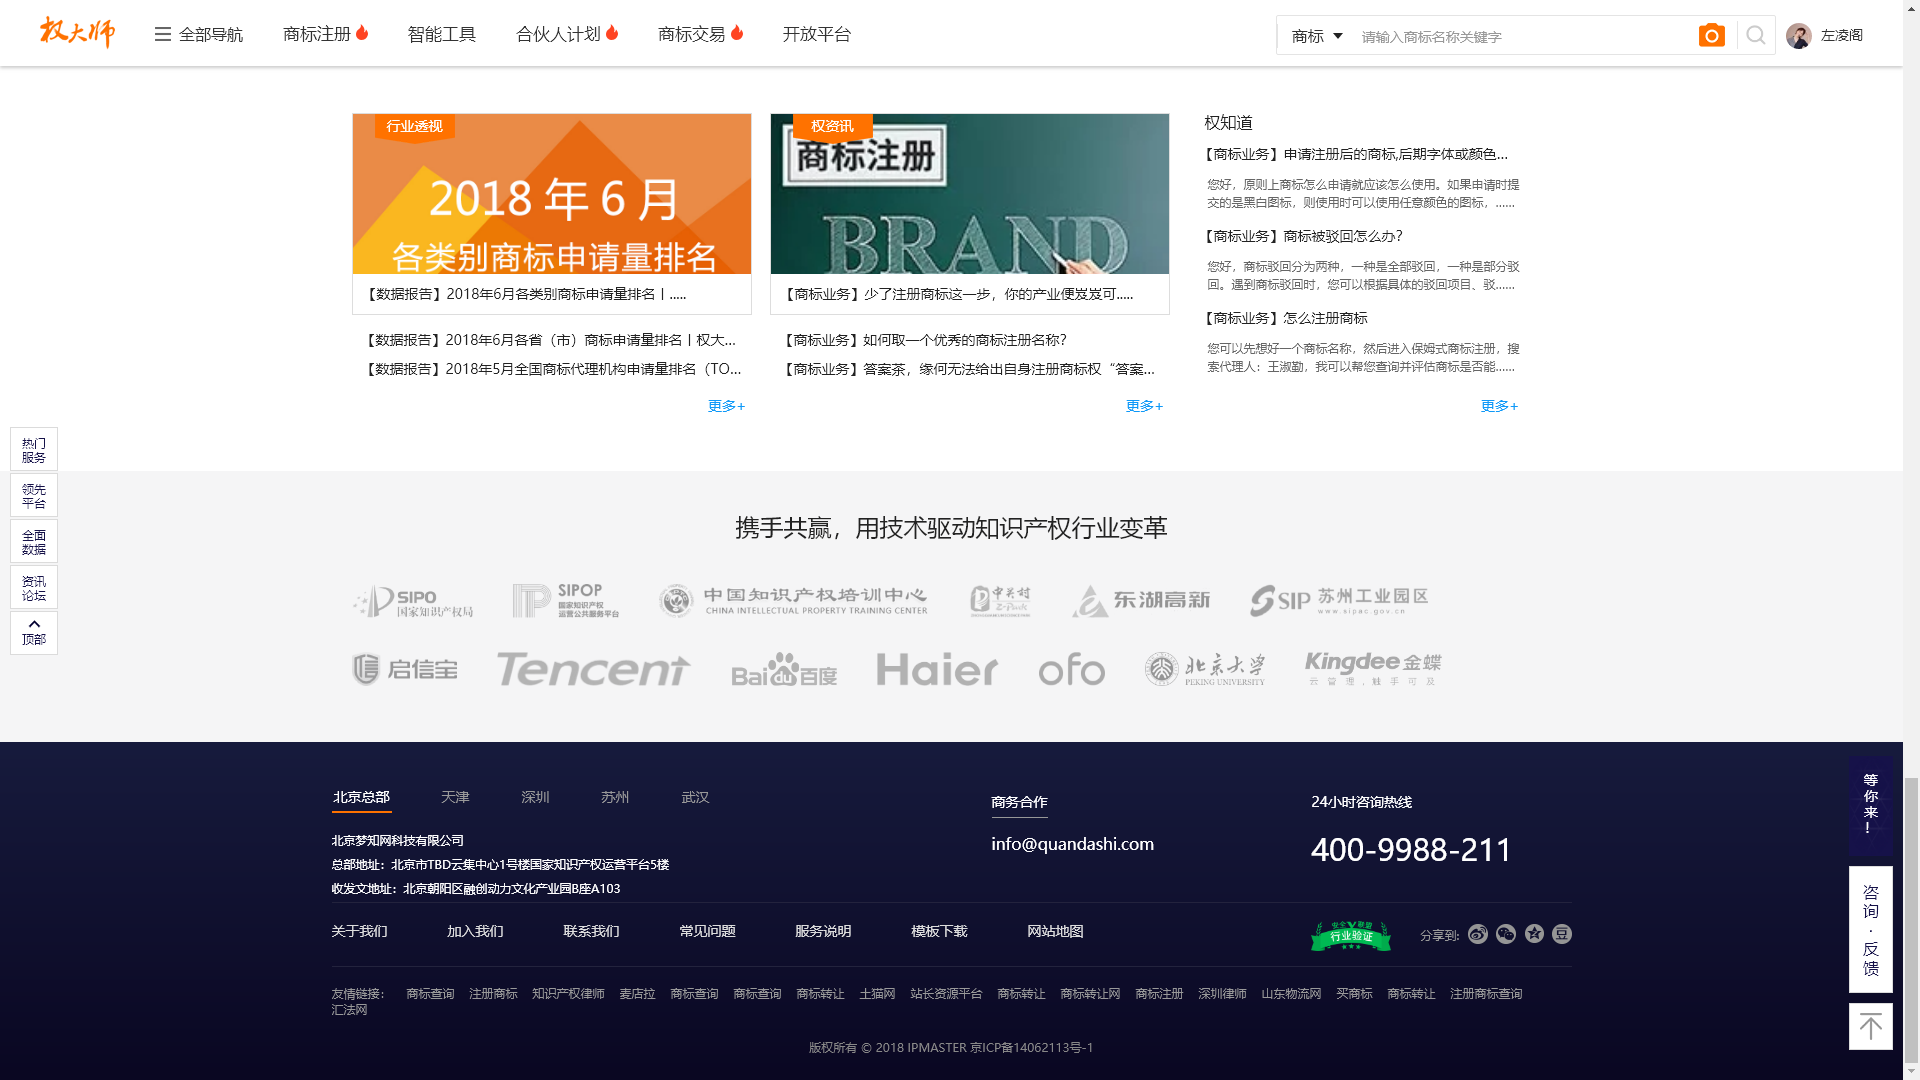 权大师
全部导航
商标注册
智能工具
合伙人计划
商标交易
开放平台
商标
请输入商标名称关键字
左凌阁
行业透视
2018 年 6 月
各类别商标申请量排名
【数据报告】2018年6月各类别商标申请量排名丨.....
【数据报告】2018年6月各省（市）商标申请量排名丨权大...
【数据报告】2018年5月全国商标代理机构申请量排名（TO...
更多+
权资讯
商标注册
BRAND
【商标业务】少了注册商标这一步，你的产业便岌岌可.....
【商标业务】如何取一个优秀的商标注册名称？
【商标业务】答案茶，缘何无法给出自身注册商标权“答案...
更多+
权知道
【商标业务】申请注册后的商标,后期字体或颜色...
您好，原则上商标怎么申请就应该怎么使用。如果申请时提
交的是黑白图标，则使用时可以使用任意颜色的图标，......
【商标业务】商标被驳回怎么办？
您好，商标驳回分为两种，一种是全部驳回，一种是部分驳
回。遇到商标驳回时，您可以根据具体的驳回项目、驳......
【商标业务】怎么注册商标
您可以先想好一个商标名称，然后进入保姆式商标注册，搜
索代理人：王淑勤，我可以帮您查询并评估商标是否能......
更多+
热门
服务
领先
平台
全面
数据
资讯
论坛
顶部
携手共赢，用技术驱动知识产权行业变革
SIPO
国家知识产权局
SIPOP
国家知识产权
运营公共服务平台
中国知识产权培训中心
CHINA INTELLECTUAL PROPERTY TRAINING CENTER
中关村
Z-Park
东湖高新
SIP 苏州工业园区
www.sipac.gov.cn
启信宝
Tencent
Baidu百度
Haier
ofo
北京大学
PEKING UNIVERSITY
Kingdee金蝶
云 管 理 , 触 手 可 及
北京总部
天津
深圳
苏州
武汉
北京梦知网科技有限公司
总部地址：北京市TBD云集中心1号楼国家知识产权运营平台5楼
收发文地址：北京朝阳区融创动力文化产业园B座A103
商务合作
info@quandashi.com
24小时咨询热线
400-9988-211
关于我们
加入我们
联系我们
常见问题
服务说明
模板下载
网站地图
安全V联盟
行业验证
分享到:
友情链接：
商标查询
注册商标
知识产权律师
麦店拉
商标查询
商标查询
商标转让
土猫网
站长资源平台
商标转让
商标转让网
商标注册
深圳律师
山东物流网
买商标
商标转让
注册商标查询
汇法网
版权所有 © 2018 IPMASTER 京ICP备14062113号-1
等你来！
咨询·反馈